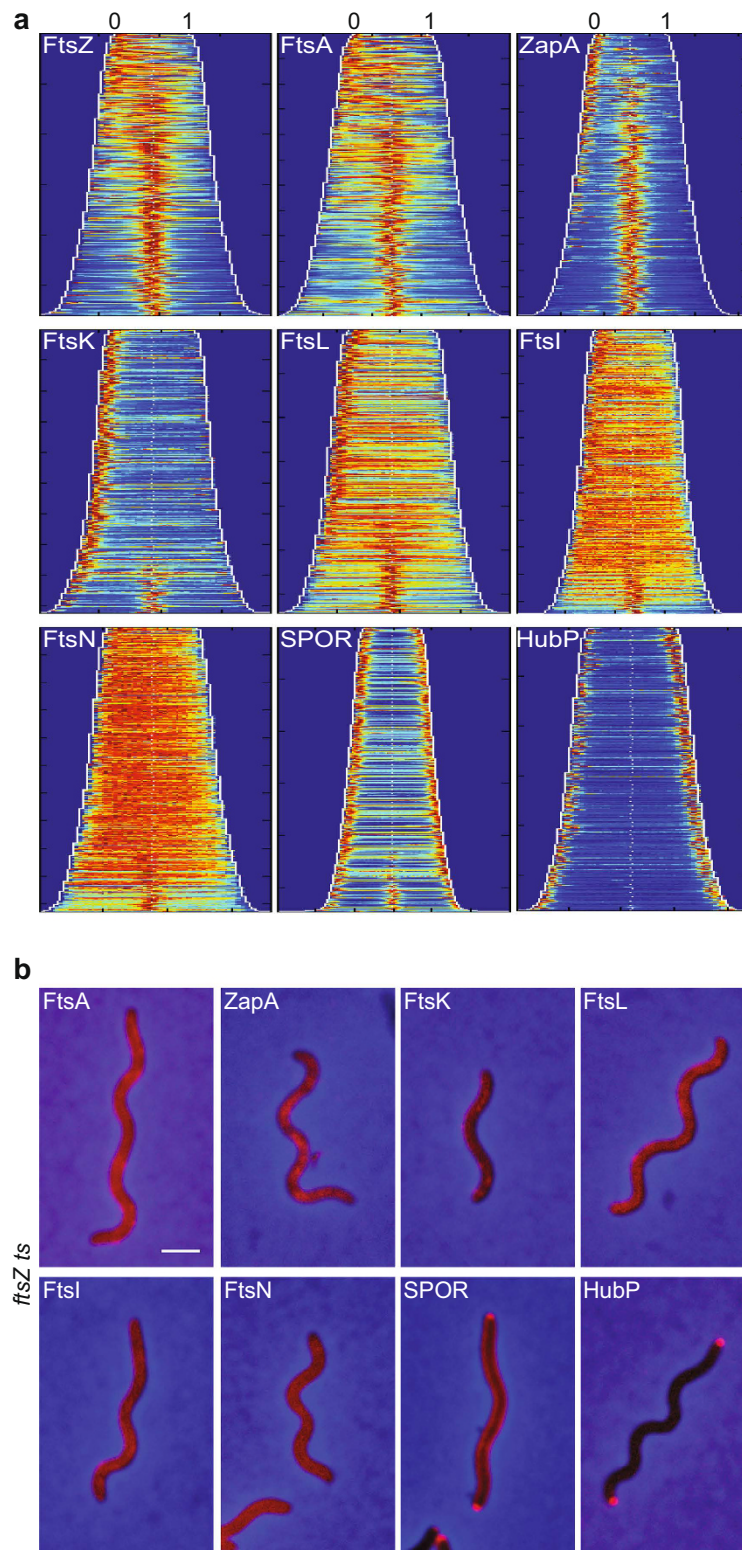 a
0 1 0 1 0 1
FtsZ FtsA ZapA
FtsK FtsL FtsI
FtsN SPOR HubP
b
FtsA ZapA FtsK FtsL
ftsZ ts
FtsI FtsN SPOR HubP